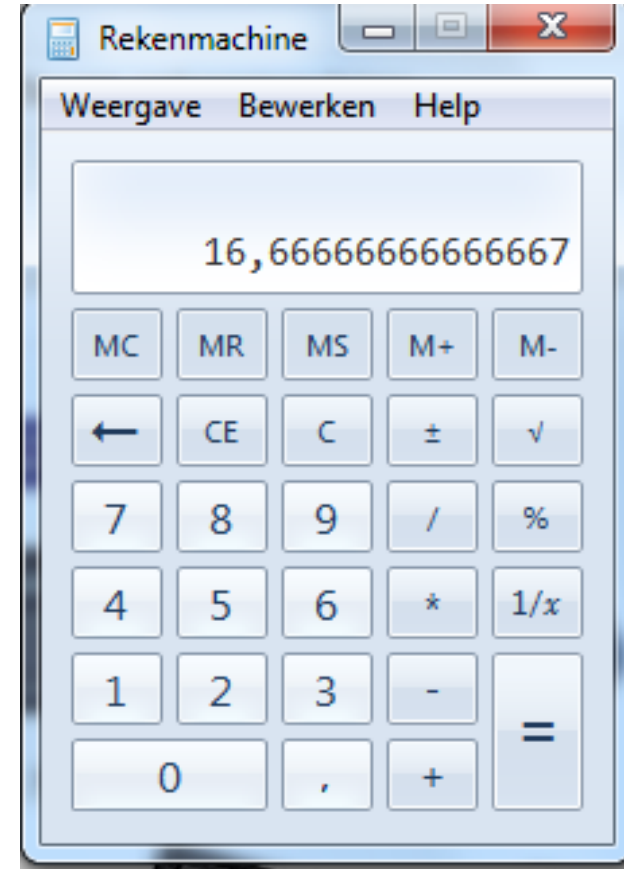 Rekenmachine
Weergave Bewerken Help
16,66666666666667
MC MR MS M+ M-
← CE C ± √
7 8 9 / %
4 5 6 * 1/x
1 2 3 - =
0 , +